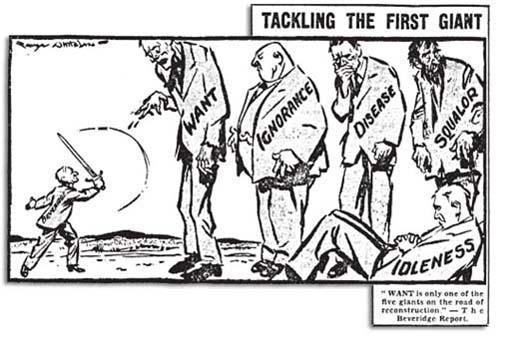 TACKLING THE FIRST GIANT
WANT
IGNORANCE
DISEASE
SQUALOR
IDLENESS
"WANT is only one of the
five giants on the road of
reconstruction." — The
Beveridge Report.